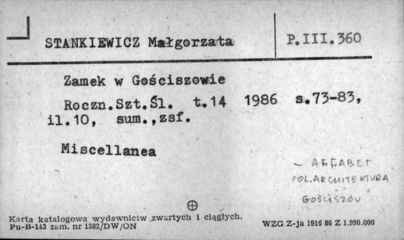 STANKIEWICZ Małgorzata
P.III.360
Zamek w Gościszowie
Roczn.Szt.Śl. t.14 1986 s.73-83,
il.10, sum.,zsf.
Miscellanea
- ALFABET
POL. ARCHITEKTURA
GOŚCISZÓW
Karta katalogowa wydawnictw zwartych i ciągłych.
Pu-B-143 zam. nr 1382/DW/ON
WZG Z-ja 1916 86 Z 1.990.000